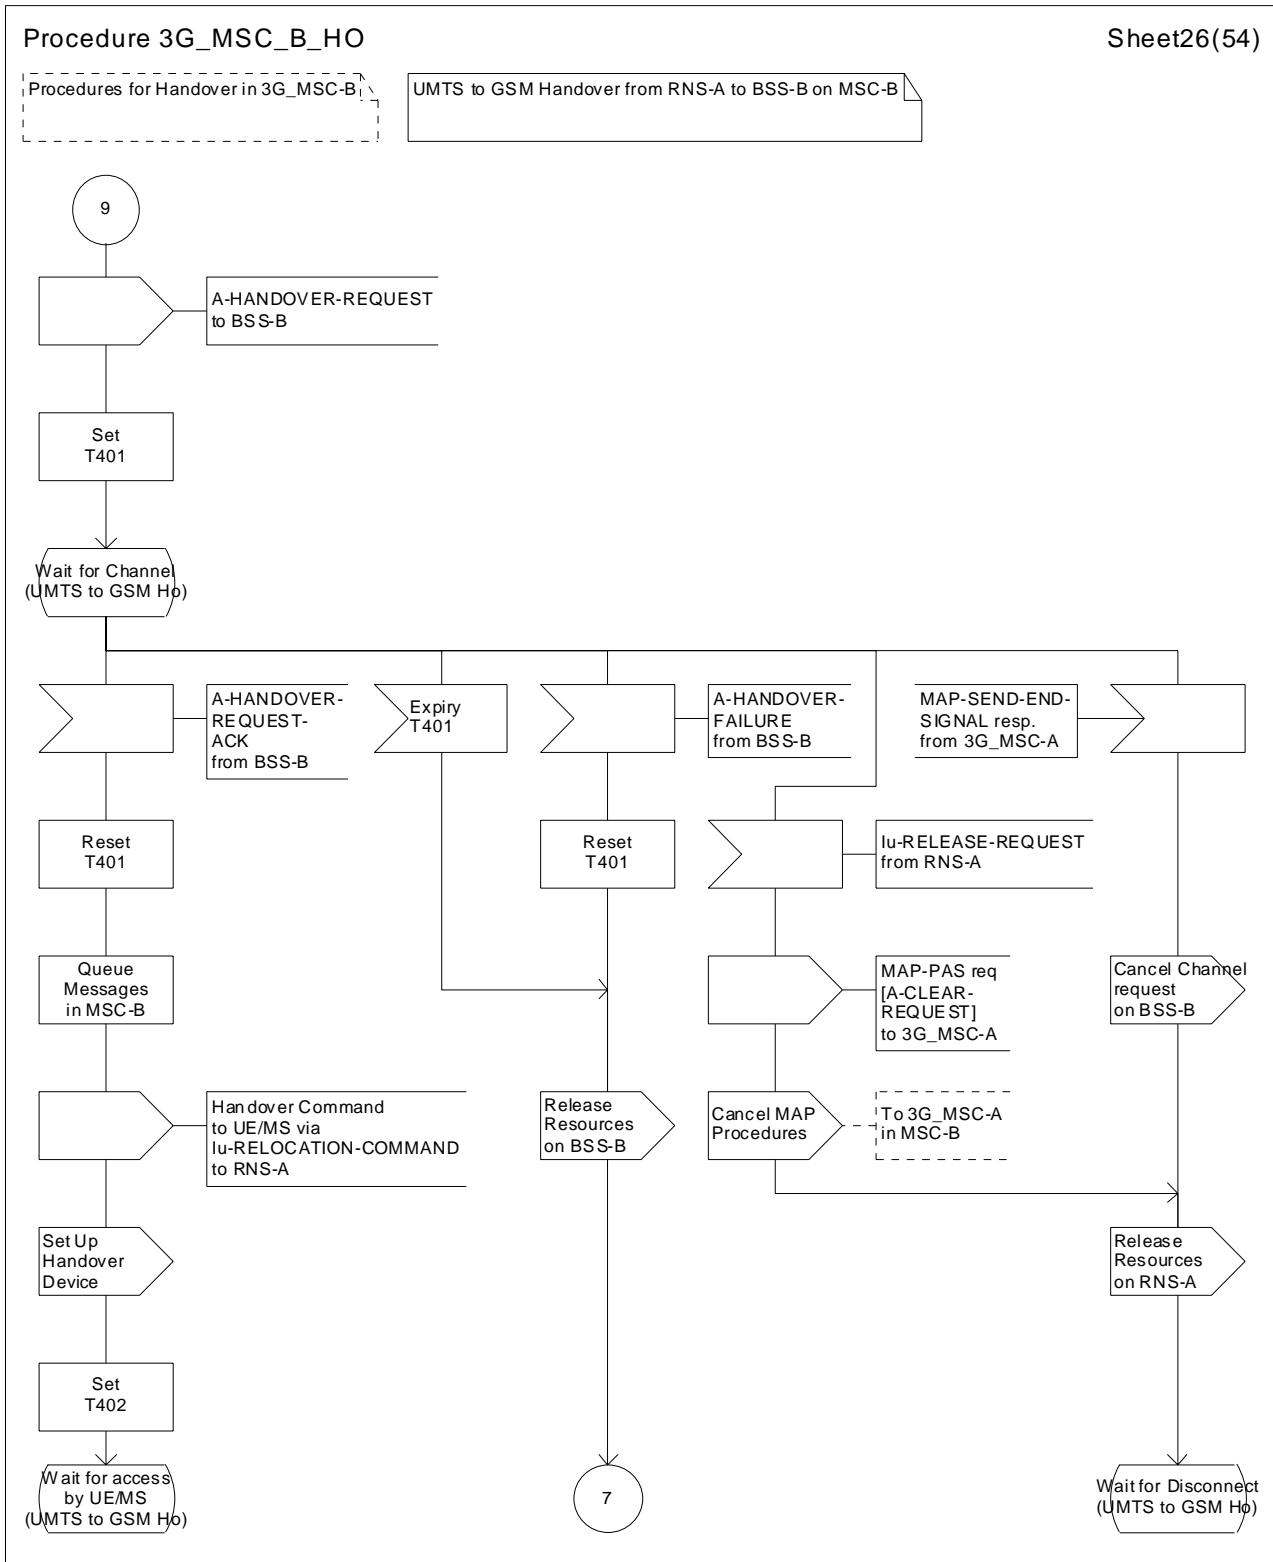 Procedure 3G_MSC_B_HO
Sheet26(54)
Procedures for Handover in 3G_MSC-B
UMTS to GSM Handover from RNS-A to BSS-B on MSC-B
9
A-HANDOVER-REQUEST
to BSS-B
Set
T401
Wait for Channel
(UMTS to GSM Ho)
A-HANDOVER-
REQUEST-
ACK
from BSS-B
Expiry
T401
A-HANDOVER-
FAILURE
from BSS-B
MAP-SEND-END-
SIGNAL resp.
from 3G_MSC-A
Reset
T401
Reset
T401
Iu-RELEASE-REQUEST
from RNS-A
Queue
Messages
in MSC-B
MAP-PAS req
[A-CLEAR-
REQUEST]
to 3G_MSC-A
Cancel Channel
request
on BSS-B
Handover Command
to UE/MS via
Iu-RELOCATION-COMMAND
to RNS-A
Release
Resources
on BSS-B
Cancel MAP
Procedures
To 3G_MSC-A
in MSC-B
Set Up
Handover
Device
Release
Resources
on RNS-A
Set
T402
Wait for access
by UE/MS
(UMTS to GSM Ho)
7
Wait for Disconnect
(UMTS to GSM Ho)